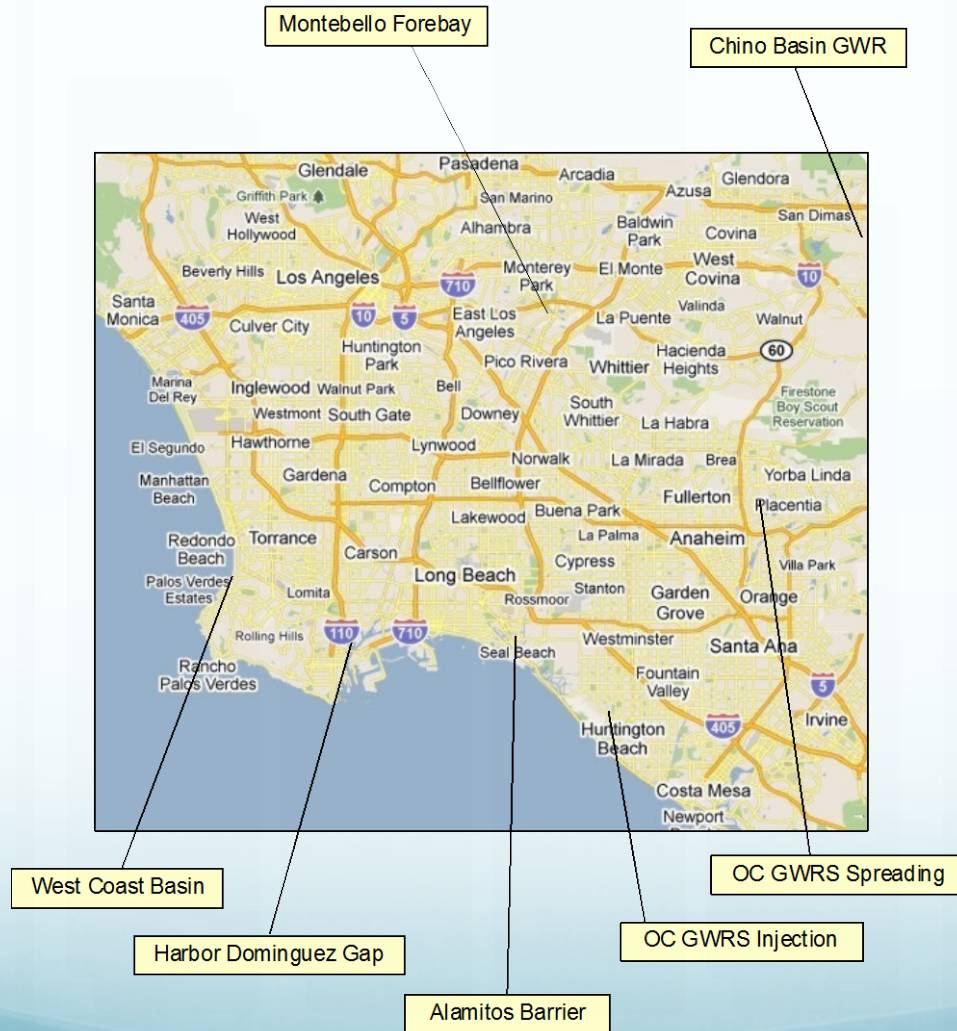 Montebello Forebay
Chino Basin GWR
Glendale
Pasadena
Arcadia
Glendora
Azusa
Griffith Park
San Marino
San Dimas
West
Hollywood
Alhambra
Baldwin
Park
Covina
Beverly Hills
Los Angeles
Monterey
Park
El Monte
West
Covina
10
710
Santa
Monica
405
Culver City
10
5
East Los
Angeles
La Puente
Valinda
Walnut
Huntington
Park
Pico Rivera
Whittier
Hacienda
Heights
60
Marina
Del Rey
Inglewood
Walnut Park
Bell
Firestone
Boy Scout
Reservation
Westmont
South Gate
Downey
South
Whittier
La Habra
El Segundo
Hawthorne
Lynwood
Norwalk
La Mirada
Brea
Yorba Linda
Manhattan
Beach
Gardena
Compton
Bellflower
Fullerton
Placentia
Lakewood
Buena Park
Redondo
Beach
Torrance
Carson
La Palma
Anaheim
Villa Park
Palos Verdes
Estates
Lomita
Long Beach
Cypress
Rossmoor
Stanton
Garden
Grove
Orange
Rolling Hills
110
710
Seal Beach
Westminster
Santa Ana
Rancho
Palos Verdes
Fountain
Valley
5
Huntington
Beach
405
Irvine
Costa Mesa
Newport
West Coast Basin
OC GWRS Spreading
Harbor Dominguez Gap
OC GWRS Injection
Alamitos Barrier